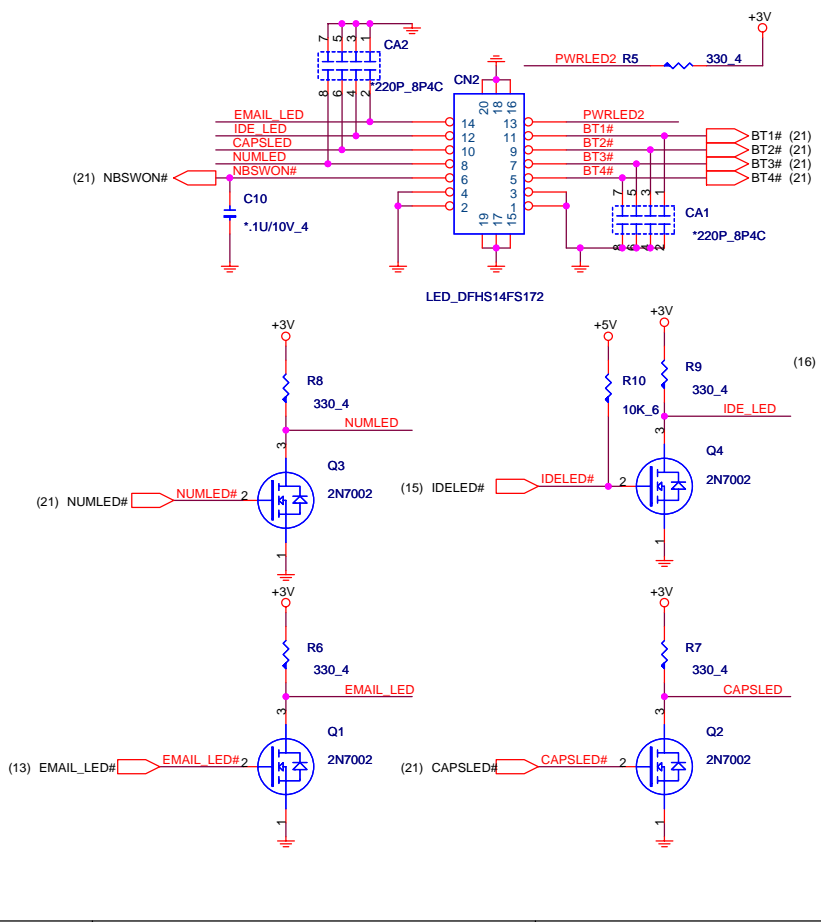 +3V
7 5 3 1
CA2
PWRLED2 R5 330_4
*220P_8P4C
CN2
8 6 4 2
20 18 16
EMAIL_LED 14 13 PWRLED2
IDE_LED 12 11 BT1# BT1# (21)
CAPSLED 10 9 BT2# BT2# (21)
NUMLED 8 7 BT3# BT3# (21)
(21) NBSWON# NBSWON# 6 5 BT4# BT4# (21)
4 3
2 1
7 5 3 1
C10
CA1
19 17 15
*.1U/10V_4
*220P_8P4C
8 6 4 2
LED_DFHS14FS172
+3V
R8
330_4
NUMLED
3
Q3
2N7002
(21) NUMLED# NUMLED# 2
1
+5V
+3V
(16)
R10
R9
10K_6
330_4
IDE_LED
3
Q4
2N7002
(15) IDELED# IDELED# 2
1
+3V
R6
330_4
EMAIL_LED
3
Q1
2N7002
(13) EMAIL_LED# EMAIL_LED# 2
1
+3V
R7
330_4
CAPSLED
3
Q2
2N7002
(21) CAPSLED# CAPSLED# 2
1